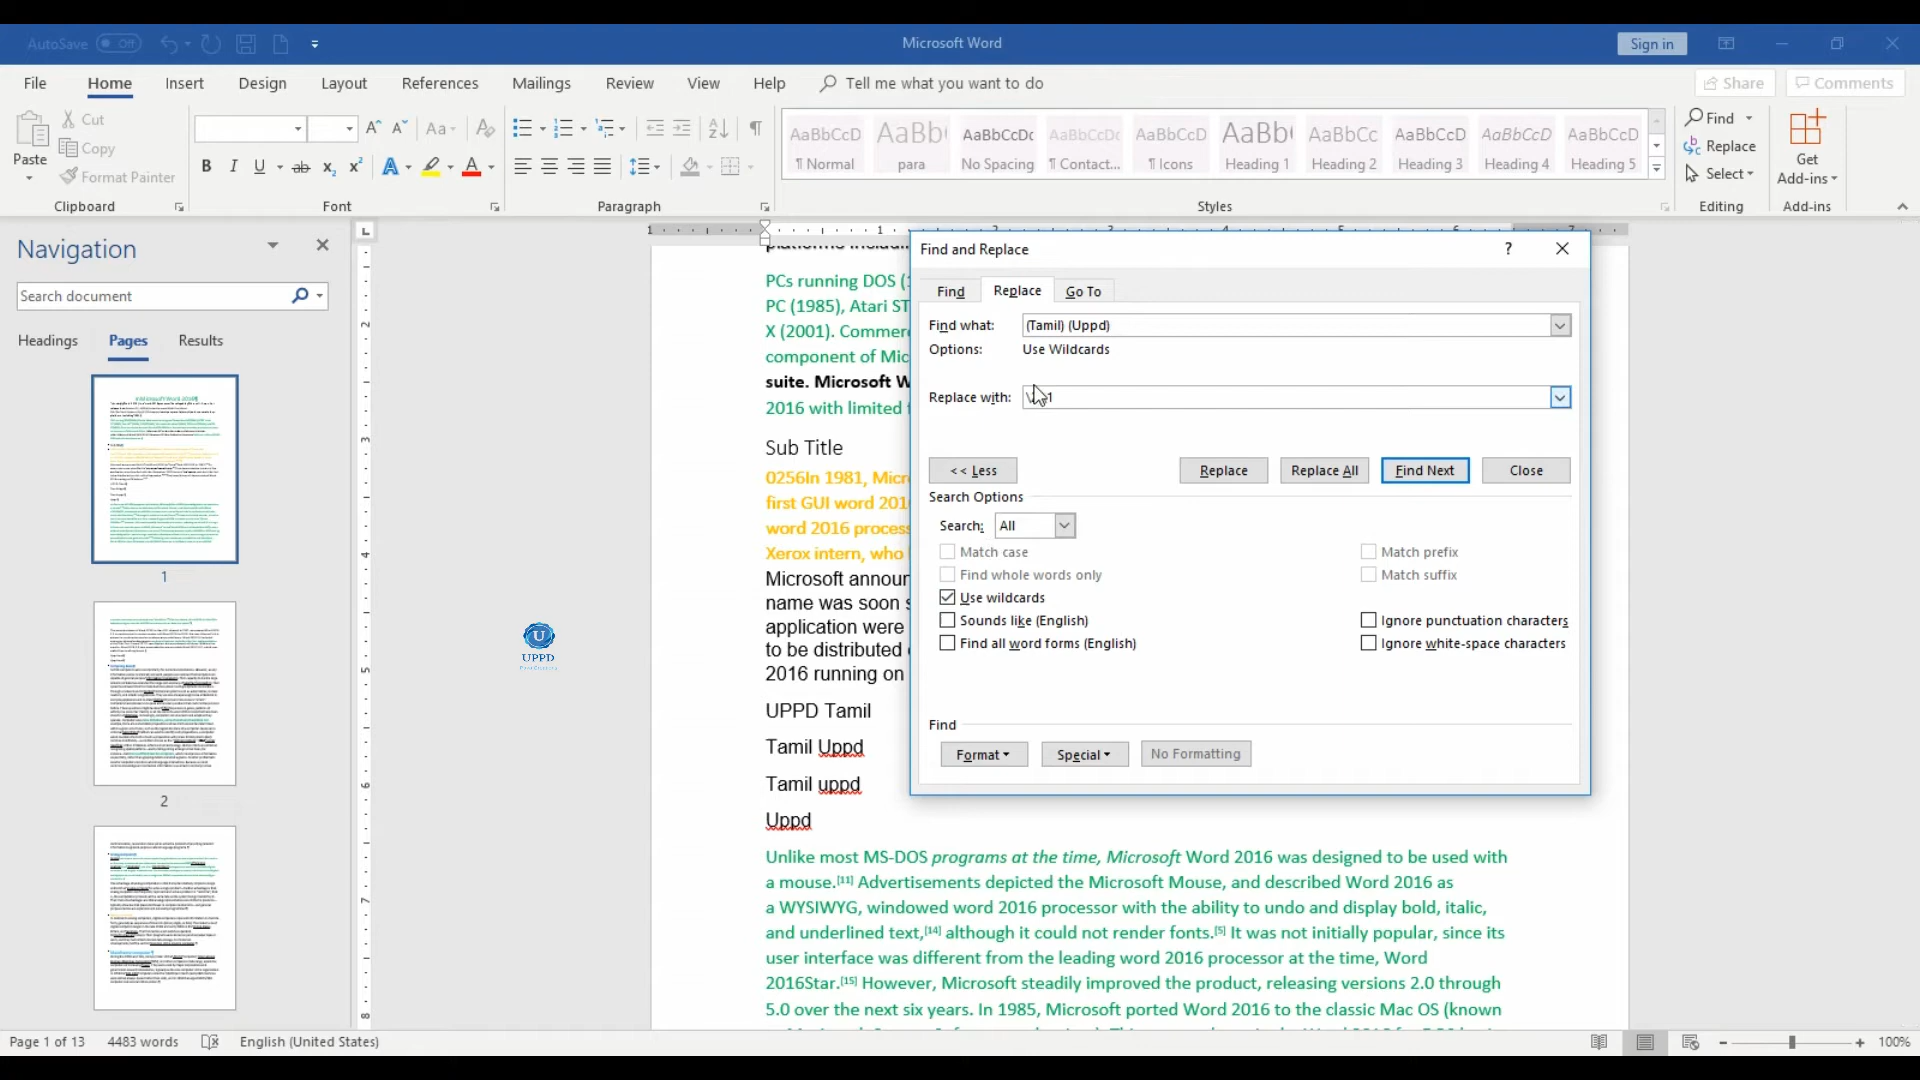 AutoSave Off
Microsoft Word
Sign in
File Home Insert Design Layout References Mailings Review View Help Tell me what you want to do
Share Comments
Paste
Cut
Copy
Format Painter
Clipboard
Font
Paragraph
AaBbCcD AaBb( AaBbCcDc AaBbCcDc AaBbCcD AaBb( AaBbCc AaBbCcD AaBbCcD AaBbCcD
¶ Normal para No Spacing ¶ Contact... ¶ Icons Heading 1 Heading 2 Heading 3 Heading 4 Heading 5
Styles
Find
Replace
Select
Editing
Get
Add-ins
Add-ins
Navigation
Search document
Headings Pages Results
1
2
Find and Replace
Find Replace Go To
Find what: (Tamil) (Uppd)
Options: Use Wildcards
Replace with:
<< Less Replace Replace All Find Next Close
Search Options
Search: All
Match case
Find whole words only
Use wildcards
Sounds like (English)
Find all word forms (English)
Match prefix
Match suffix
Ignore punctuation characters
Ignore white-space characters
Find
Format Special No Formatting
PCs running DOS
PC (1985), Atari ST
X (2001). Commer
component of Mic
suite. Microsoft W
2016 with limited
Sub Title
0256In 1981, Micr
first GUI word 201
word 2016 proces
Xerox intern, who
Microsoft announ
name was soon s
application were
to be distributed
2016 running on
UPPD Tamil
Tamil Uppd
Tamil uppd
Uppd
Unlike most MS-DOS programs at the time, Microsoft Word 2016 was designed to be used with
a mouse.[11] Advertisements depicted the Microsoft Mouse, and described Word 2016 as
a WYSIWYG, windowed word 2016 processor with the ability to undo and display bold, italic,
and underlined text,[14] although it could not render fonts.[5] It was not initially popular, since its
user interface was different from the leading word 2016 processor at the time, Word
2016Star.[15] However, Microsoft steadily improved the product, releasing versions 2.0 through
5.0 over the next six years. In 1985, Microsoft ported Word 2016 to the classic Mac OS (known
U
UPPD
Page 1 of 13 4483 words English (United States) 100%